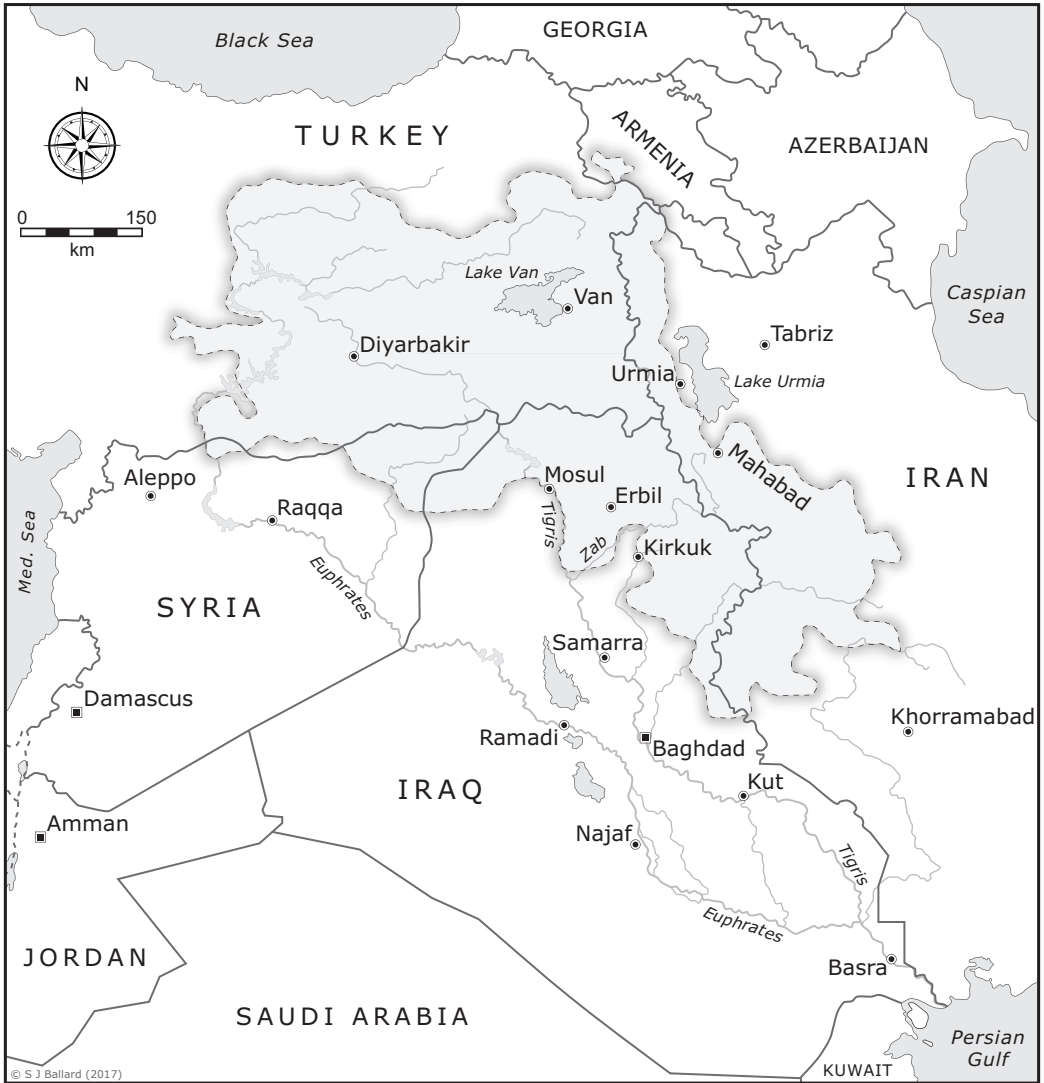 Black Sea
GEORGIA
N
TURKEY
ARMENIA
AZERBAIJAN
0 150
km
Lake Van
Van
Caspian
Sea
Tabriz
Diyarbakir
Urmia
Lake Urmia
Mahabad
IRAN
Aleppo
Mosul
Erbil
Raqqa
Tigris
Zab
Kirkuk
Med. Sea
Euphrates
SYRIA
Samarra
Damascus
Khorramabad
Ramadi
Baghdad
IRAQ
Kut
Amman
Najaf
Tigris
Euphrates
JORDAN
Basra
SAUDI ARABIA
Persian
Gulf
KUWAIT
© S J Ballard (2017)